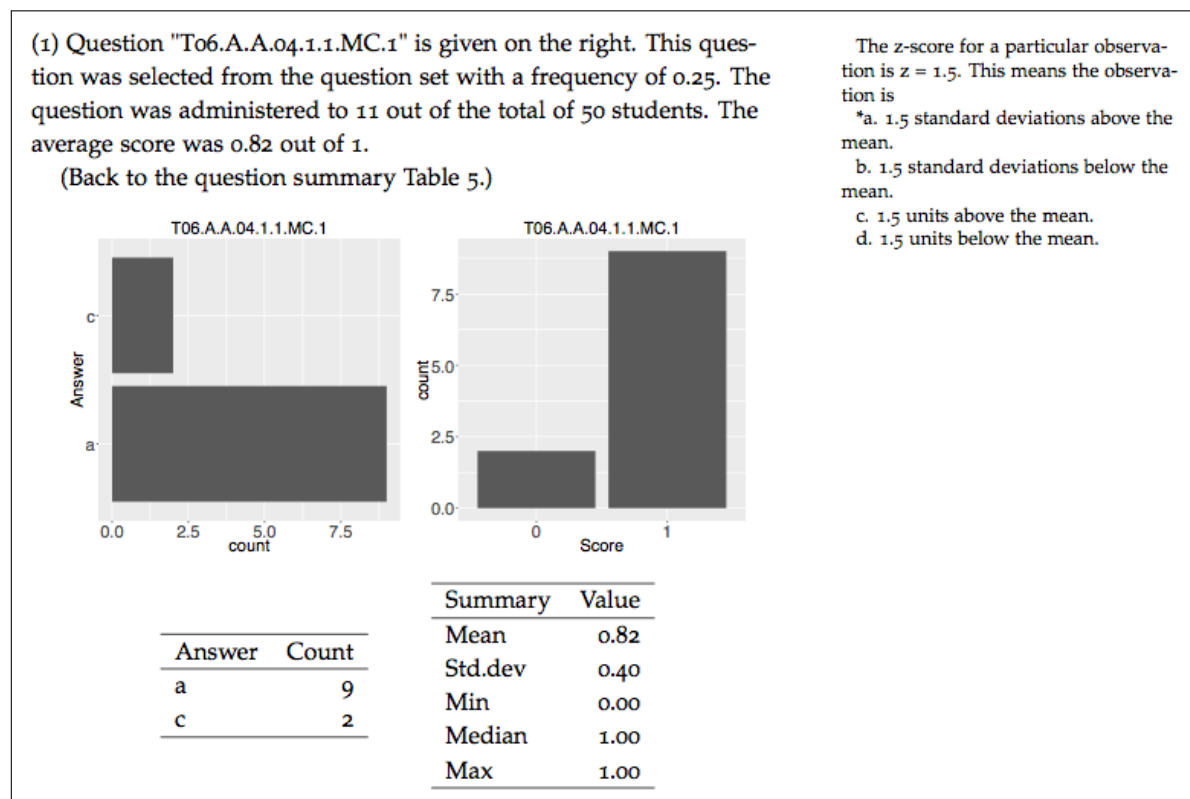 (1) Question "T06.A.A.04.1.1.MC.1" is given on the right. This ques-
tion was selected from the question set with a frequency of 0.25. The
question was administered to 11 out of the total of 50 students. The
average score was 0.82 out of 1.
(Back to the question summary Table 5.)
The z-score for a particular observa-
tion is z = 1.5. This means the observa-
tion is
*a. 1.5 standard deviations above the
mean.
b. 1.5 standard deviations below the
mean.
c. 1.5 units above the mean.
d. 1.5 units below the mean.
T06.A.A.04.1.1.MC.1
c
a
Answer
0.0 2.5 5.0 7.5
count
T06.A.A.04.1.1.MC.1
7.5
5.0
2.5
0.0
count
0 1
Score
Answer Count
a 9
c 2
Summary Value
Mean 0.82
Std.dev 0.40
Min 0.00
Median 1.00
Max 1.00